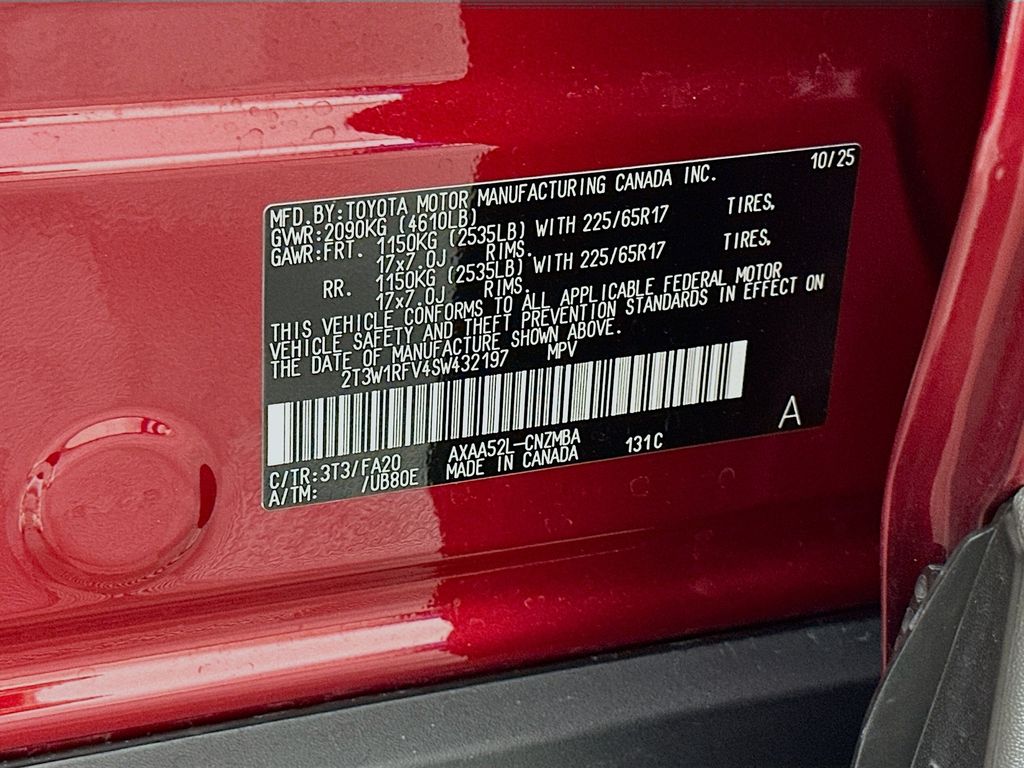 10/25
MFD.BY:TOYOTA MOTOR MANUFACTURING CANADA INC.
GVWR:2090KG (4610LB)
GAWR:FRT. 1150KG (2535LB) WITH 225/65R17 TIRES,
17x7.0J RIMS.
RR. 1150KG (2535LB) WITH 225/65R17 TIRES,
17x7.0J RIMS.
THIS VEHICLE CONFORMS TO ALL APPLICABLE FEDERAL MOTOR
VEHICLE SAFETY AND THEFT PREVENTION STANDARDS IN EFFECT ON
THE DATE OF MANUFACTURE SHOWN ABOVE.
2T3W1RFV4SW432197 MPV
A
C/TR:3T3/FA20 AXAA52L-CNZMBA 131C
A/TM: /UB80E MADE IN CANADA